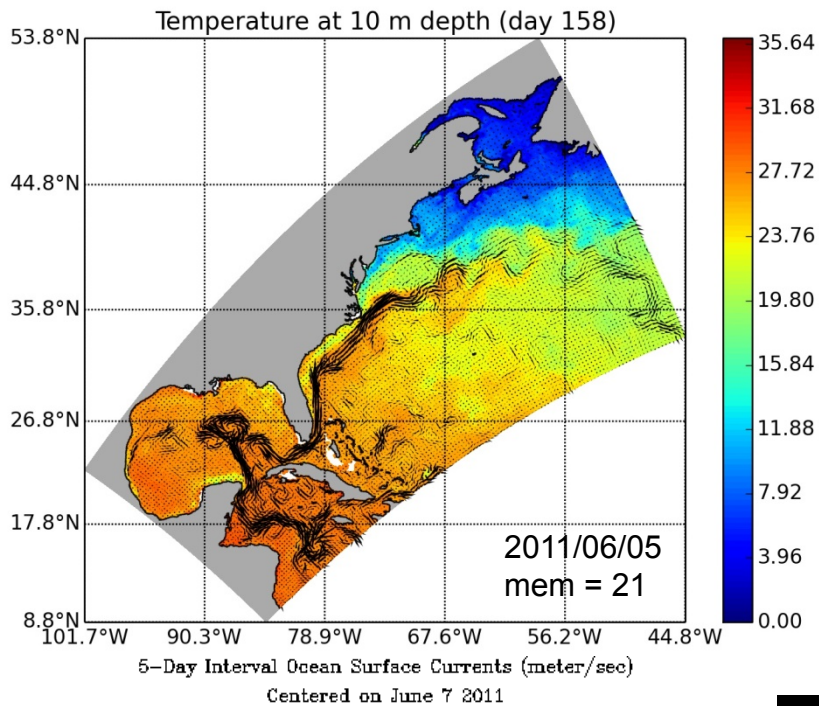 Temperature at 10 m depth (day 158)
53.8°N
44.8°N
35.8°N
26.8°N
17.8°N
8.8°N
101.7°W 90.3°W 78.9°W 67.6°W 56.2°W 44.8°W
35.64
31.68
27.72
23.76
19.80
15.84
11.88
7.92
3.96
0.00
2011/06/05
mem = 21
5-Day Interval Ocean Surface Currents (meter/sec)
Centered on June 7 2011